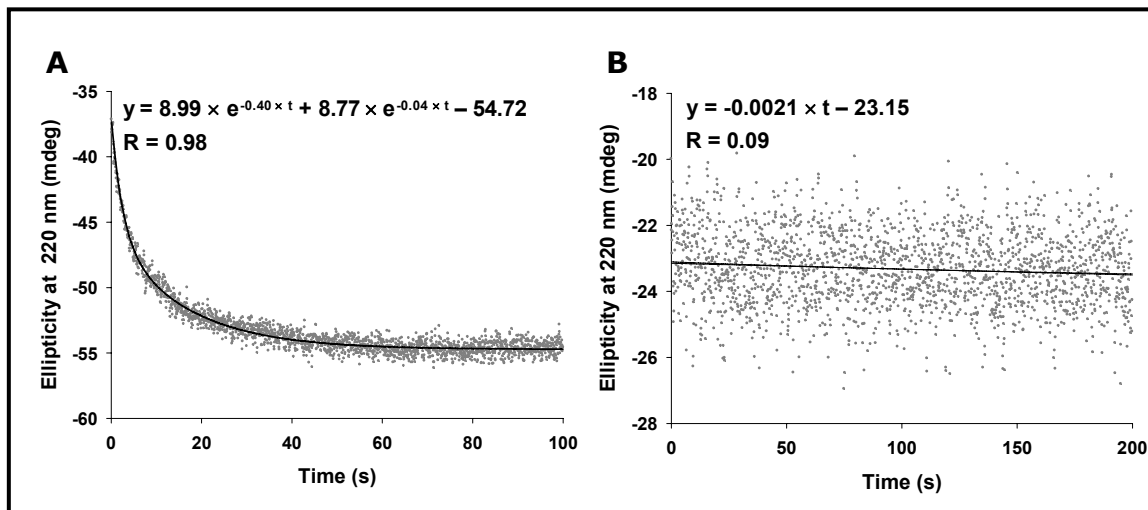 A
y = 8.99 × e^-0.40 × t + 8.77 × e^-0.04 × t – 54.72
R = 0.98
Ellipticity at 220 nm (mdeg)
-35
-40
-45
-50
-55
-60
0 20 40 60 80 100
Time (s)
B
y = -0.0021 × t – 23.15
R = 0.09
Ellipticity at 220 nm (mdeg)
-18
-20
-22
-24
-26
-28
0 50 100 150 200
Time (s)